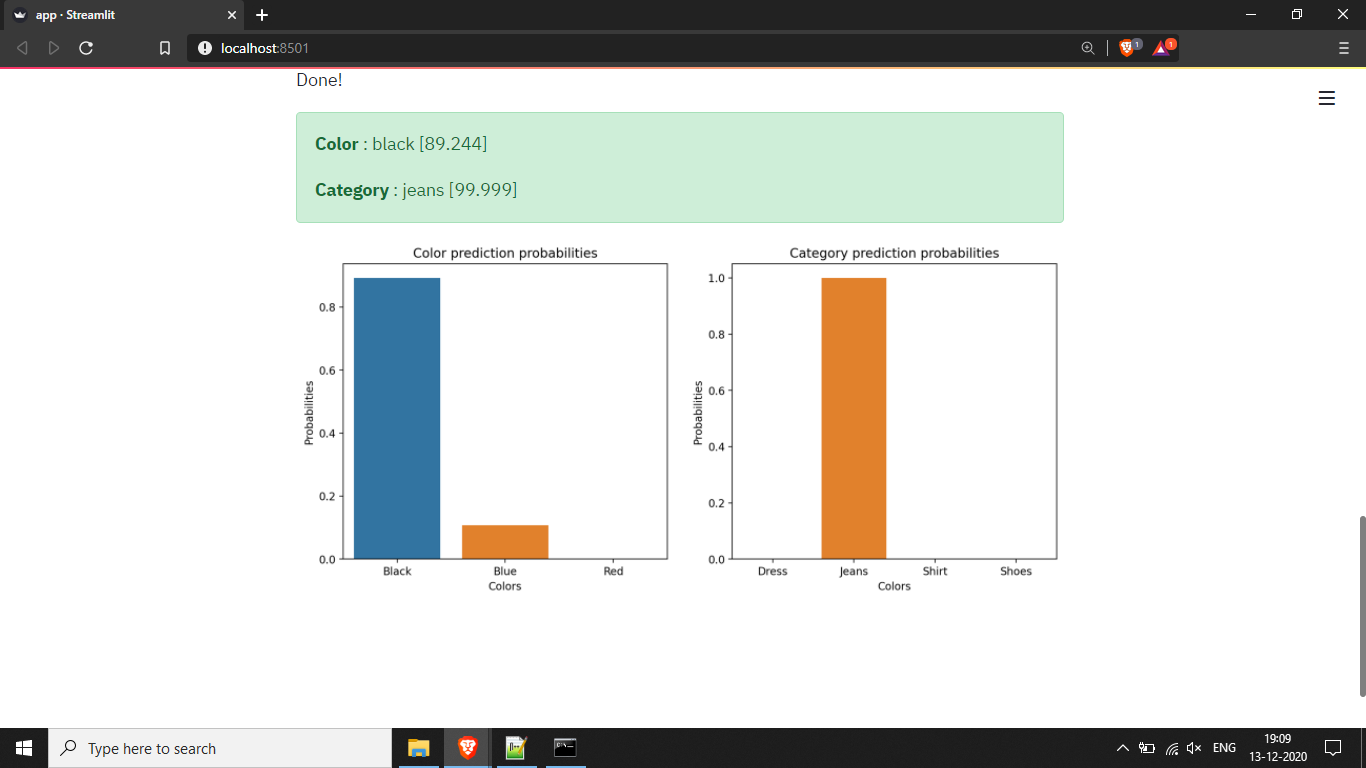 app · Streamlit
localhost:8501
1
1
Done!
Color : black [89.244]
Category : jeans [99.999]
Color prediction probabilities
0.8
0.6
0.4
0.2
0.0
Probabilities
Black Blue Red
Colors
Category prediction probabilities
1.0
0.8
0.6
0.4
0.2
0.0
Probabilities
Dress Jeans Shirt Shoes
Colors
Type here to search
ENG
19:09
13-12-2020